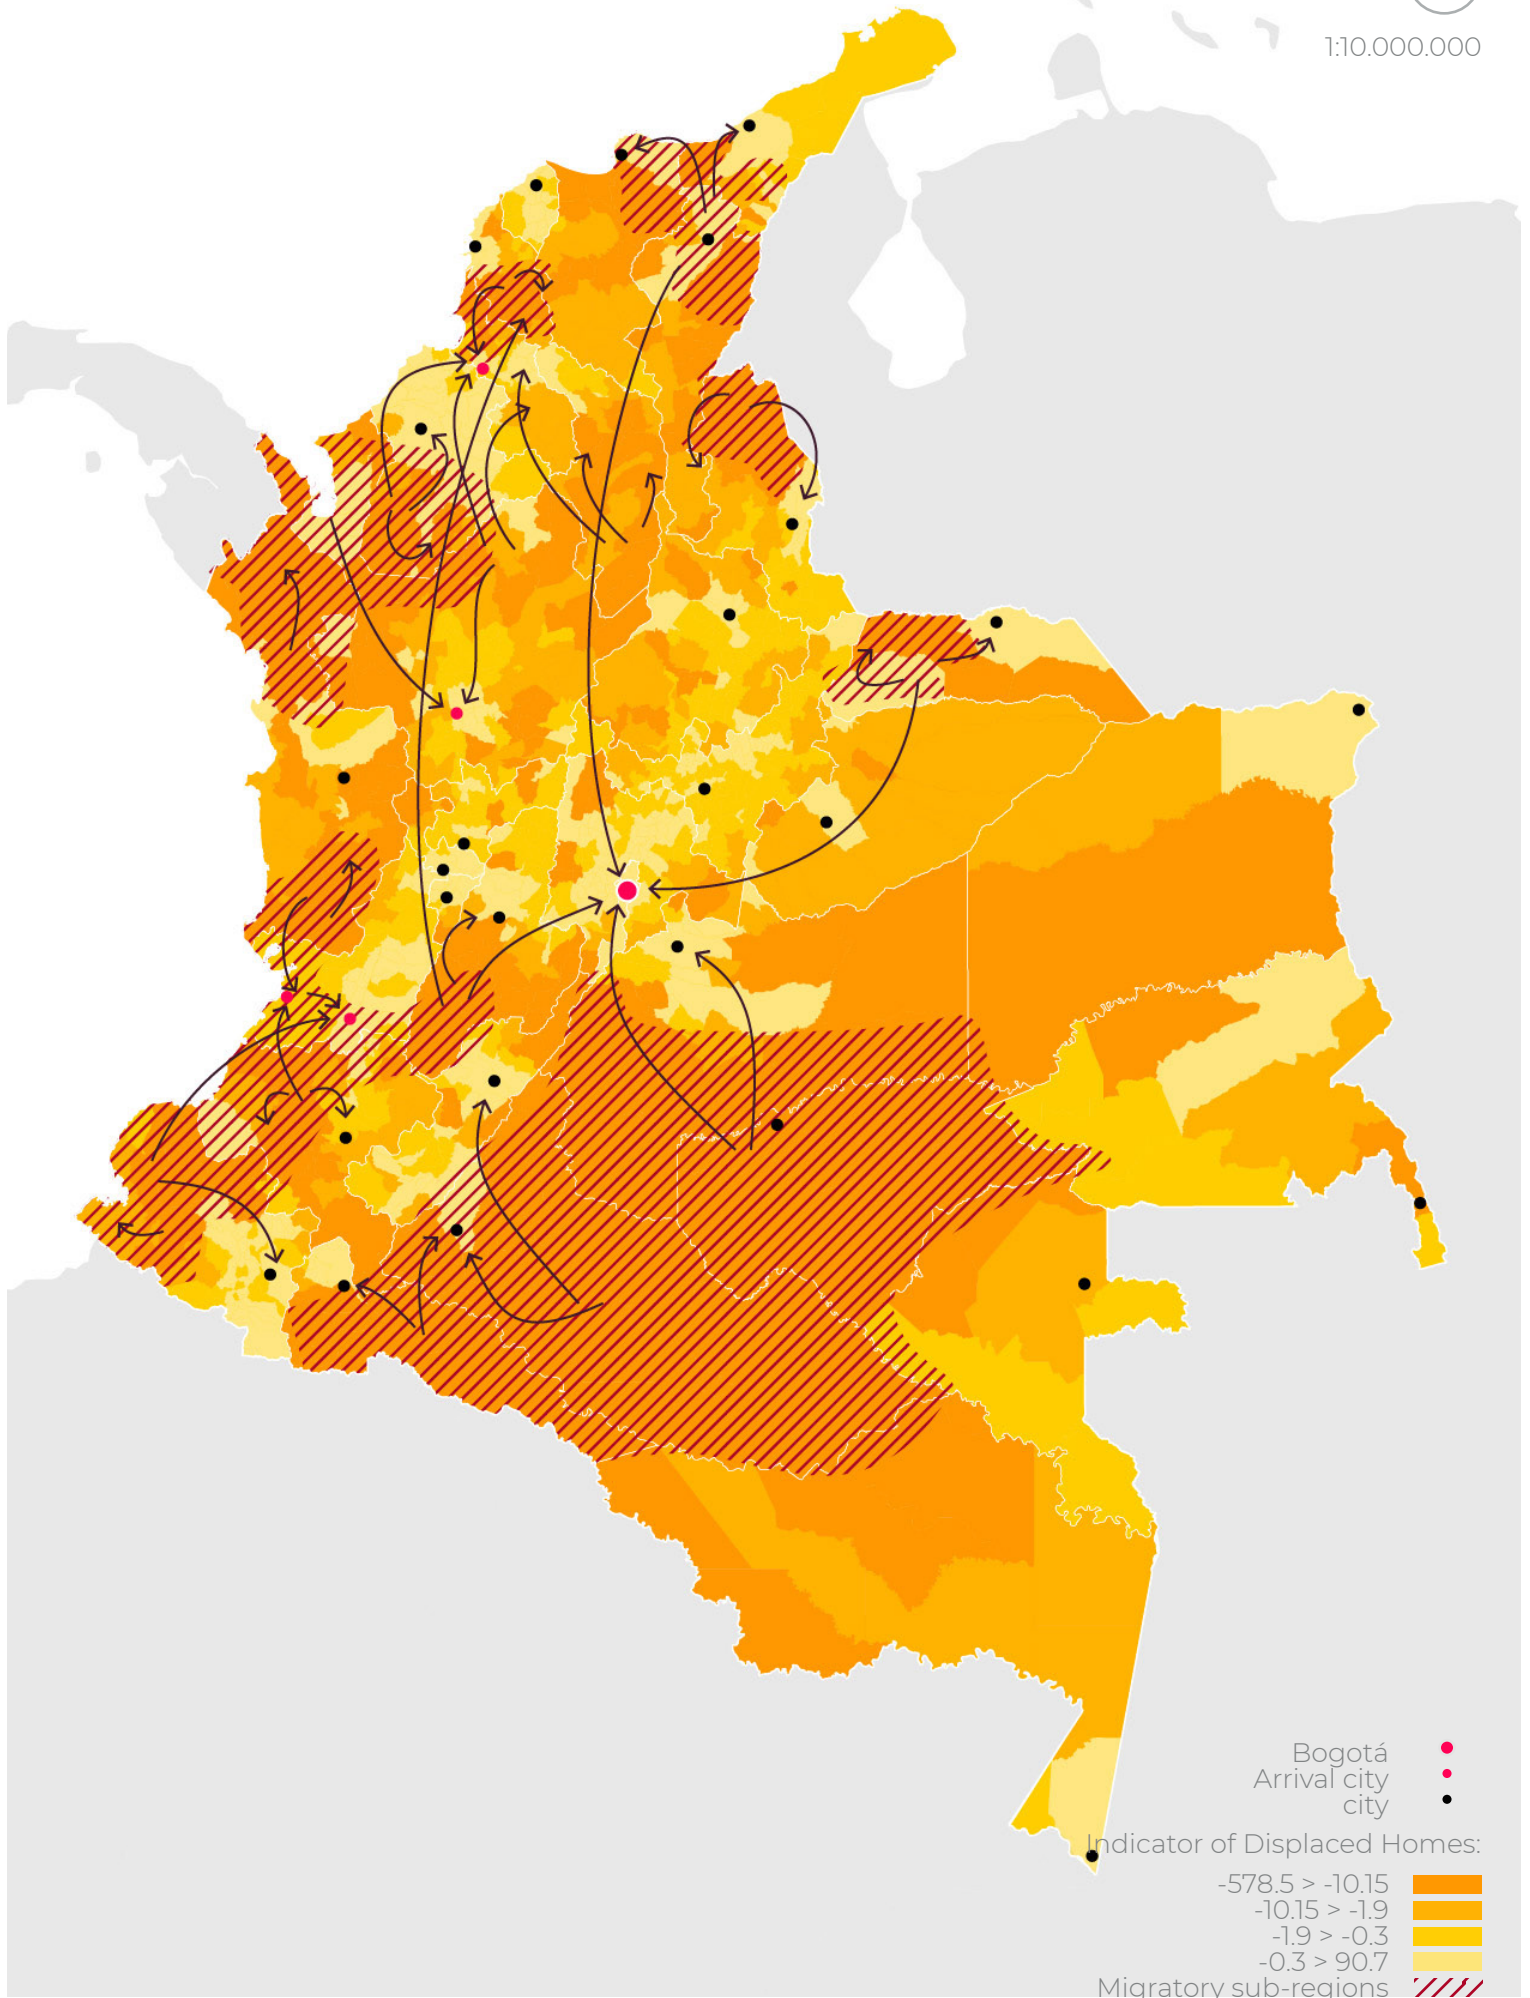 1:10.000.000
Bogotá
Arrival city
city
Indicator of Displaced Homes:
-578.5 > -10.15
-10.15 > -1.9
-1.9 > -0.3
-0.3 > 90.7
Migratory sub-regions